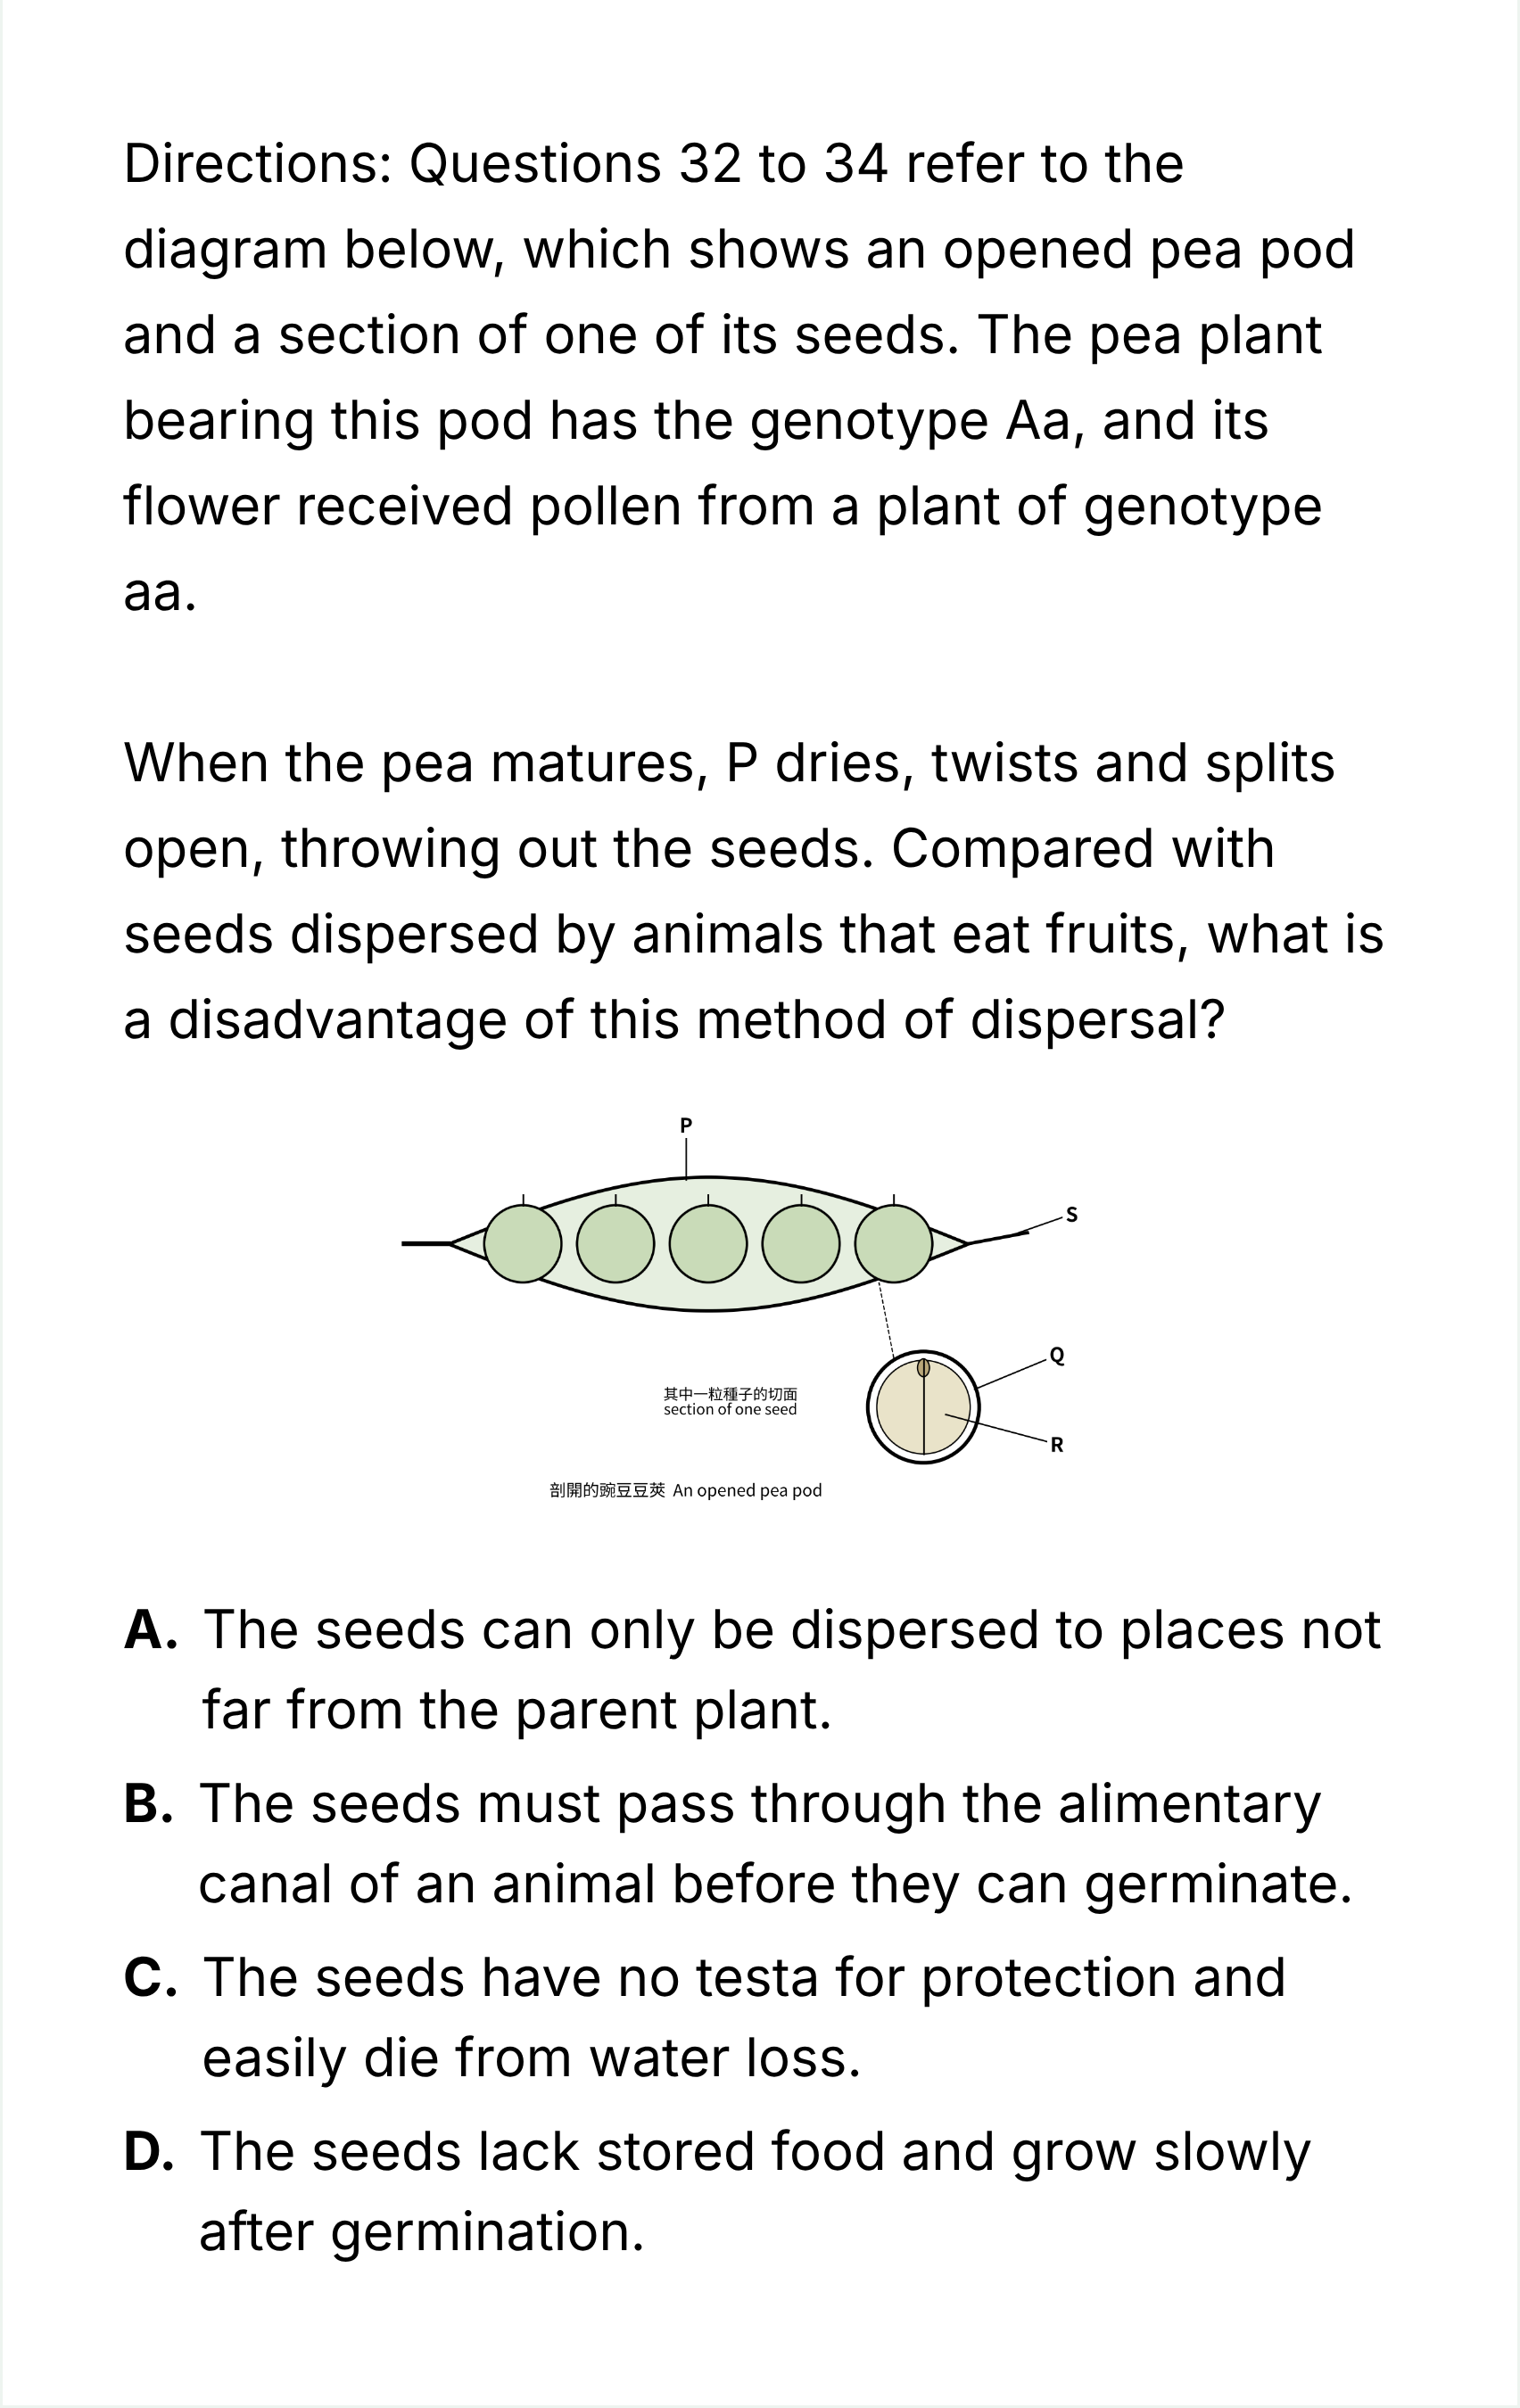 Directions: Questions 32 to 34 refer to the
diagram below, which shows an opened pea pod
and a section of one of its seeds. The pea plant
bearing this pod has the genotype Aa, and its
flower received pollen from a plant of genotype
aa.
When the pea matures, P dries, twists and splits
open, throwing out the seeds. Compared with
seeds dispersed by animals that eat fruits, what is
a disadvantage of this method of dispersal?
P
S
Q
其中一粒種子的切面
section of one seed
R
剖開的豌豆豆莢 An opened pea pod
A. The seeds can only be dispersed to places not
far from the parent plant.
B. The seeds must pass through the alimentary
canal of an animal before they can germinate.
C. The seeds have no testa for protection and
easily die from water loss.
D. The seeds lack stored food and grow slowly
after germination.